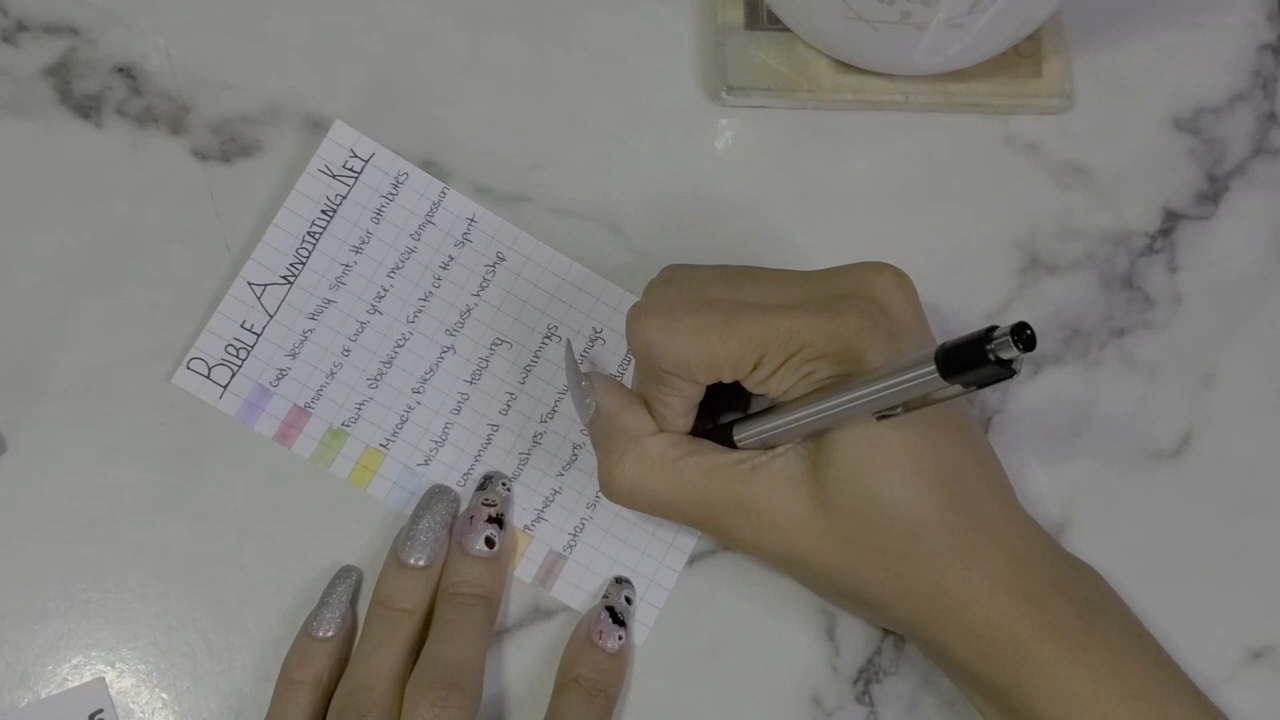 BIBLE ANNOTATING KEY
God, Jesus, Holy Spirit, their attributes
Promises of God, grace, mercy, compassion
Faith, obedience, Fruits of the Spirit
Miracle, Blessing, Praise, worship
Wisdom and teaching
command and warnings
Family
Prophecy, visions,
Satan, sin